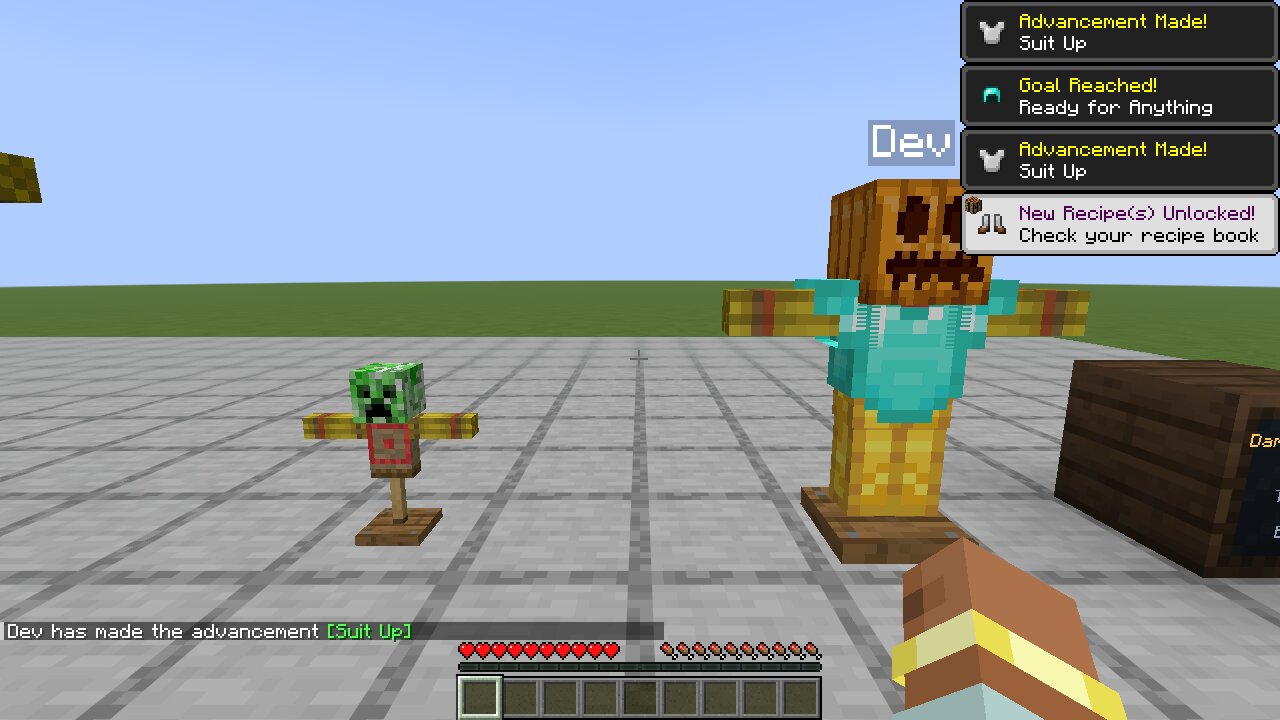 Advancement Made!
Suit Up
Goal Reached!
Ready for Anything
Advancement Made!
Suit Up
New Recipe(s) Unlocked!
Check your recipe book
Dev
Dev has made the advancement [Suit Up]